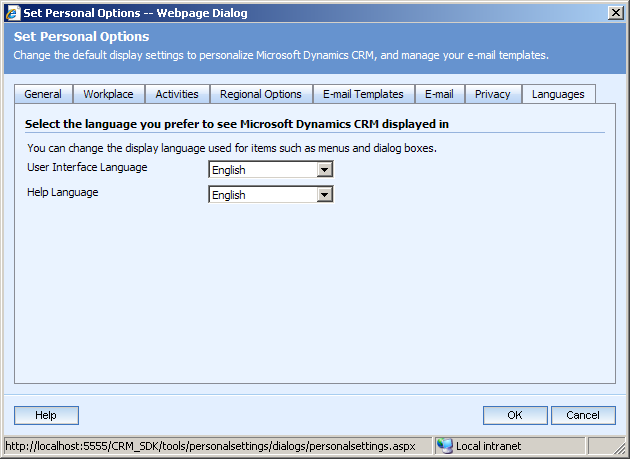 Set Personal Options -- Webpage Dialog
Set Personal Options
Change the default display settings to personalize Microsoft Dynamics CRM, and manage your e-mail templates.
General Workplace Activities Regional Options E-mail Templates E-mail Privacy Languages
Select the language you prefer to see Microsoft Dynamics CRM displayed in
You can change the display language used for items such as menus and dialog boxes.
User Interface Language English
Help Language English
Help OK Cancel
http://localhost:5555/CRM_SDK/tools/personalsettings/dialogs/personalsettings.aspx Local intranet